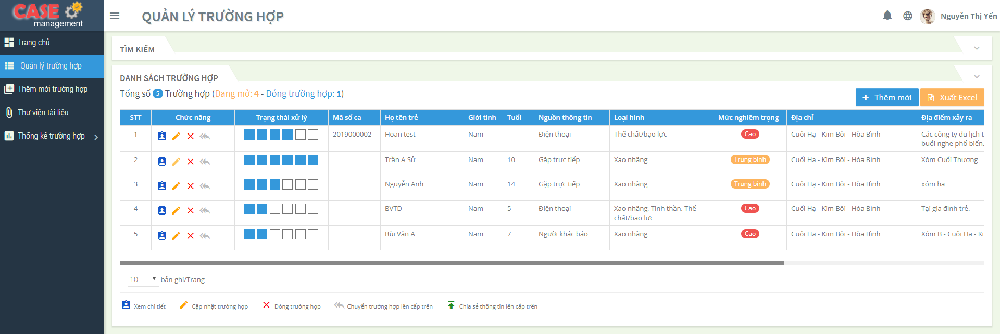 CASE
management
QUẢN LÝ TRƯỜNG HỢP
Nguyễn Thị Yến
Trang chủ
Quản lý trường hợp
Thêm mới trường hợp
Thư viện tài liệu
Thống kê trường hợp
TÌM KIẾM
DANH SÁCH TRƯỜNG HỢP
Tổng số 5 Trường hợp (Đang mở: 4 - Đóng trường hợp: 1)
Thêm mới
Xuất Excel
STT Chức năng Trạng thái xử lý Mã số ca Họ tên trẻ Giới tính Tuổi Nguồn thông tin Loại hình Mức nghiêm trọng Địa chỉ Địa điểm xảy ra
1 2019000002 Hoan test Nam Điện thoại Thể chất/bạo lực Cao Cuối Hạ - Kim Bôi - Hòa Bình Các công ty du lịch t
buổi nghe phổ biến.
2 Trần A Sử Nam 10 Gặp trực tiếp Xao nhãng Trung bình Cuối Hạ - Kim Bôi - Hòa Bình Xóm Cuối Thượng
3 Nguyễn Anh Nam 14 Gặp trực tiếp Xao nhãng Trung bình Cuối Hạ - Kim Bôi - Hòa Bình xóm ha
4 BVTD Nam 5 Điện thoại Xao nhãng, Tinh thần, Thể Cao Cuối Hạ - Kim Bôi - Hòa Bình Tại gia đình trẻ.
chất/bạo lực
5 Bùi Văn A Nam 7 Người khác báo Xao nhãng Cao Cuối Hạ - Kim Bôi - Hòa Bình Xóm B - Cuối Hạ - Ki
10 bản ghi/Trang
Xem chi tiết Cập nhật trường hợp Đóng trường hợp Chuyển trường hợp lên cấp trên Chia sẻ thông tin lên cấp trên